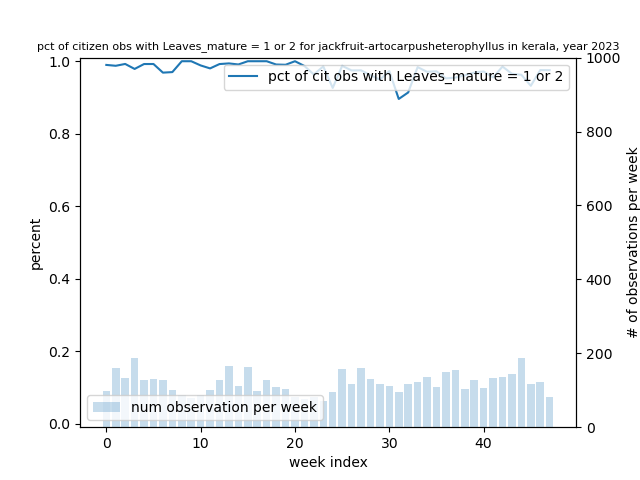 pct of citizen obs with Leaves_mature = 1 or 2 for jackfruit-artocarpusheterophyllus in kerala, year 2023
pct of cit obs with Leaves_mature = 1 or 2
1.0
0.8
0.6
0.4
0.2
0.0
percent
1000
800
600
400
200
0
# of observations per week
num observation per week
0 10 20 30 40
week index